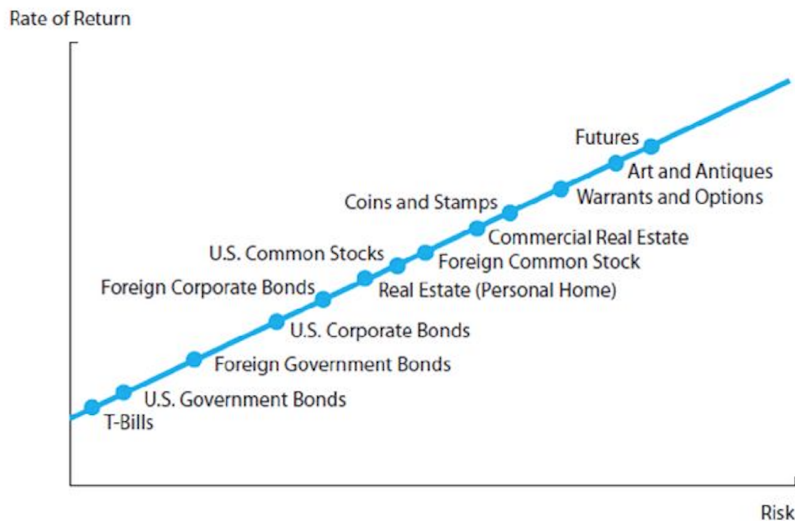 Rate of Return
Futures
Art and Antiques
Warrants and Options
Coins and Stamps
Commercial Real Estate
U.S. Common Stocks
Foreign Common Stock
Foreign Corporate Bonds
Real Estate (Personal Home)
U.S. Corporate Bonds
Foreign Government Bonds
U.S. Government Bonds
T-Bills
Risk